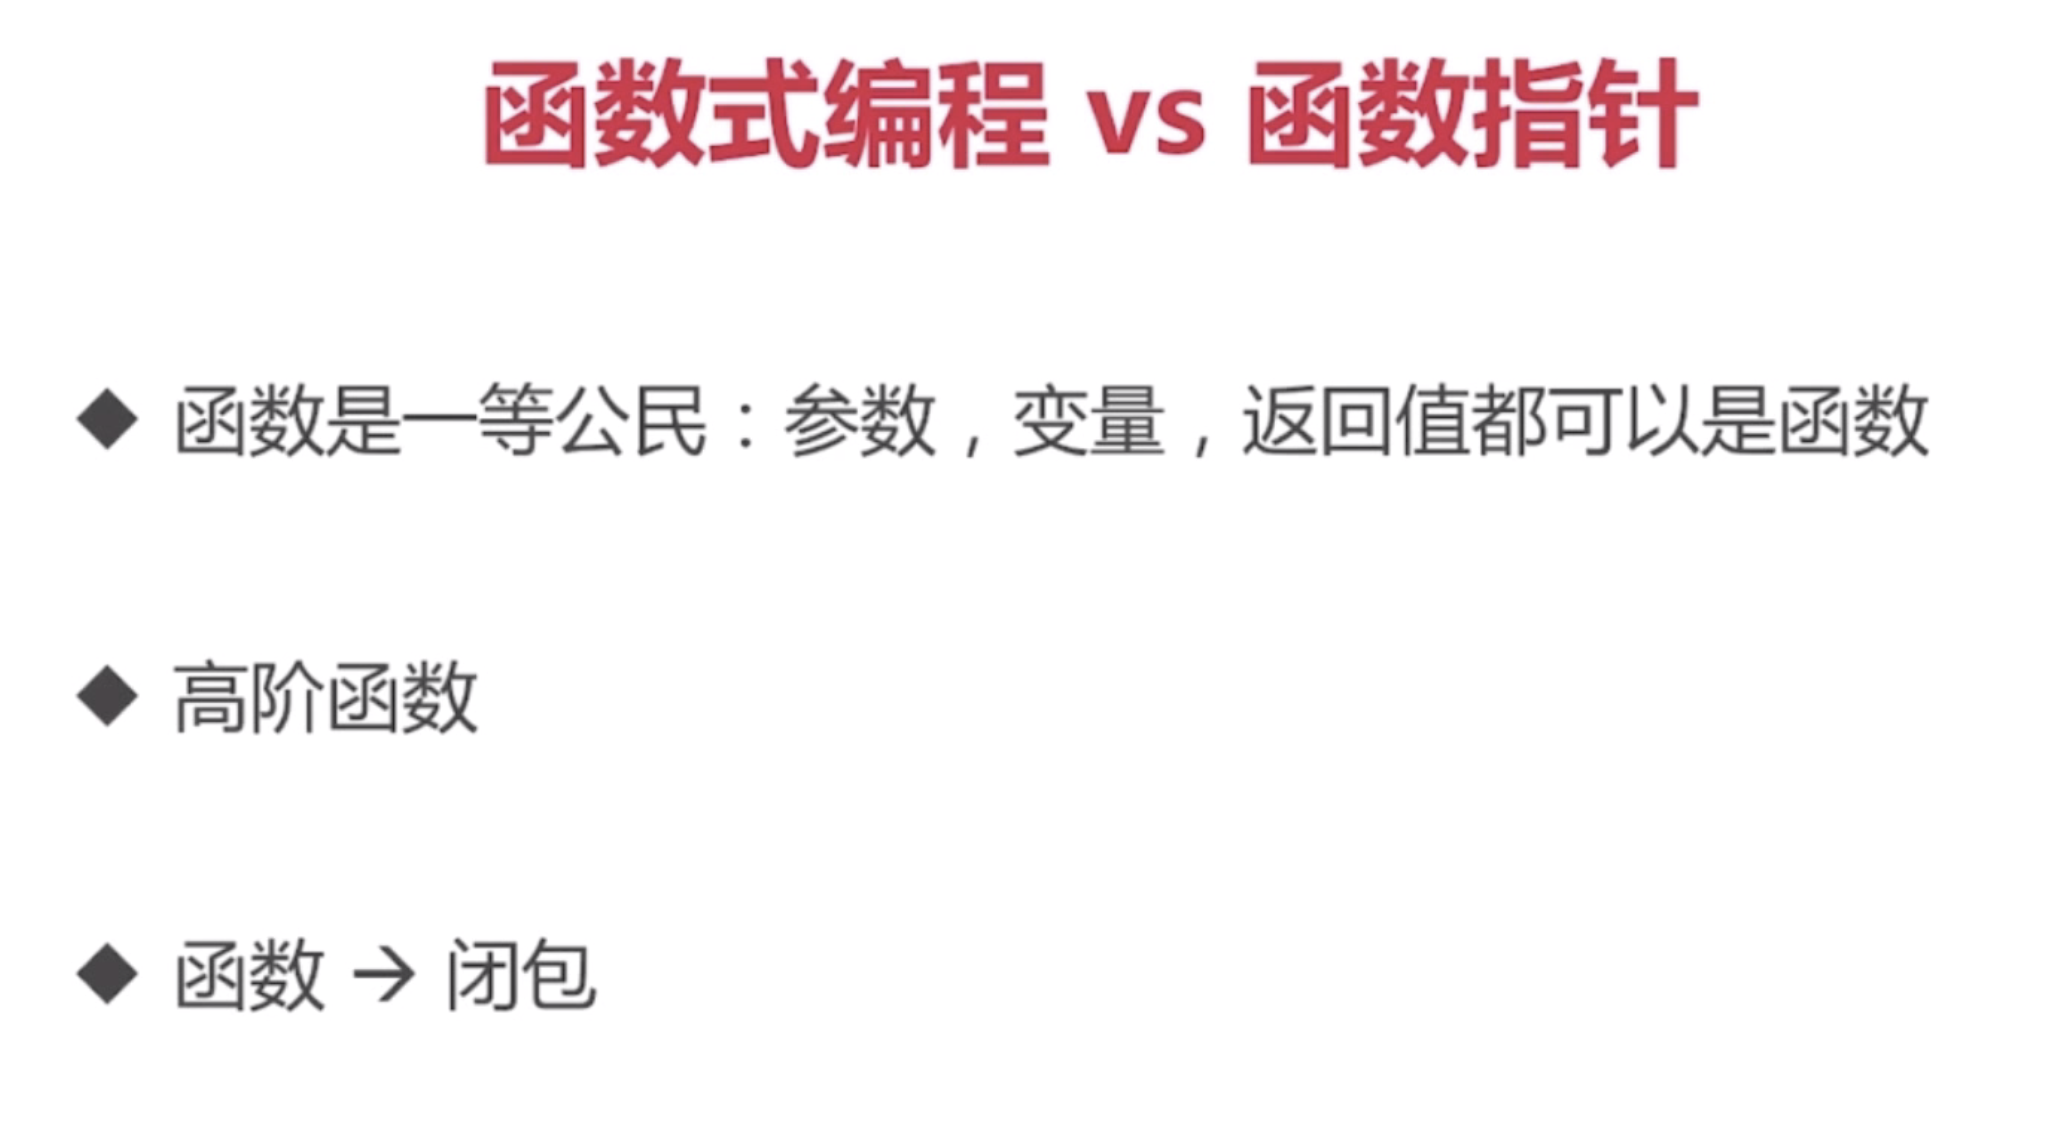 函数式编程 vs 函数指针
◆ 函数是一等公民：参数，变量，返回值都可以是函数
◆ 高阶函数
◆ 函数 → 闭包